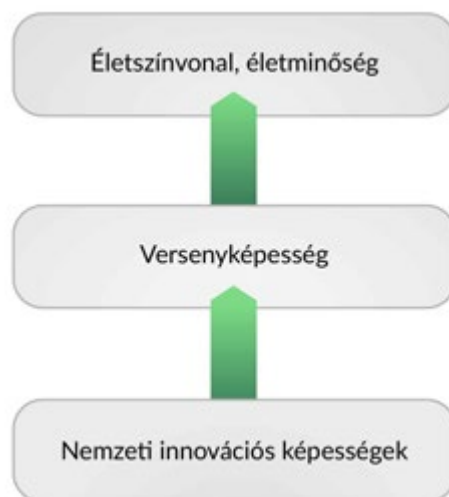 Életszínvonal, életminőség
Versenyképesség
Nemzeti innovációs képességek